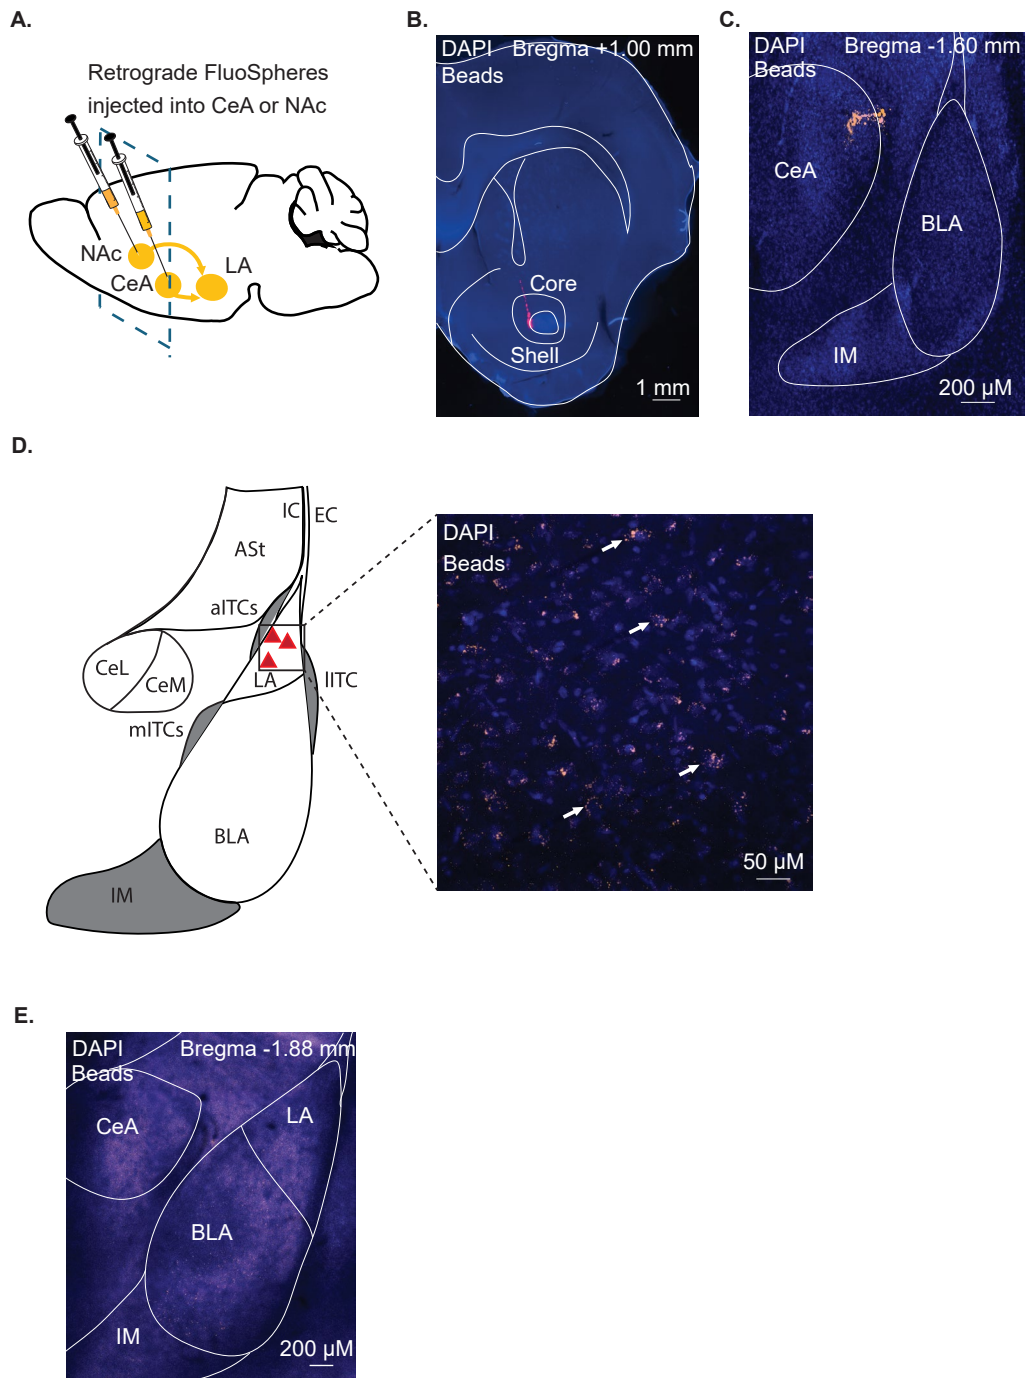 A.
Retrograde FluoSpheres
injected into CeA or NAc
NAc
CeA
LA
B.
DAPI Bregma +1.00 mm
Beads
Core
Shell
1 mm
C.
DAPI Bregma -1.60 mm
Beads
CeA
BLA
IM
200 µM
D.
IC EC
ASt
aITCs
CeL
CeM
LA
lITC
mITCs
BLA
IM
DAPI
Beads
50 µM
E.
DAPI Bregma -1.88 mm
Beads
CeA
LA
BLA
IM
200 µM